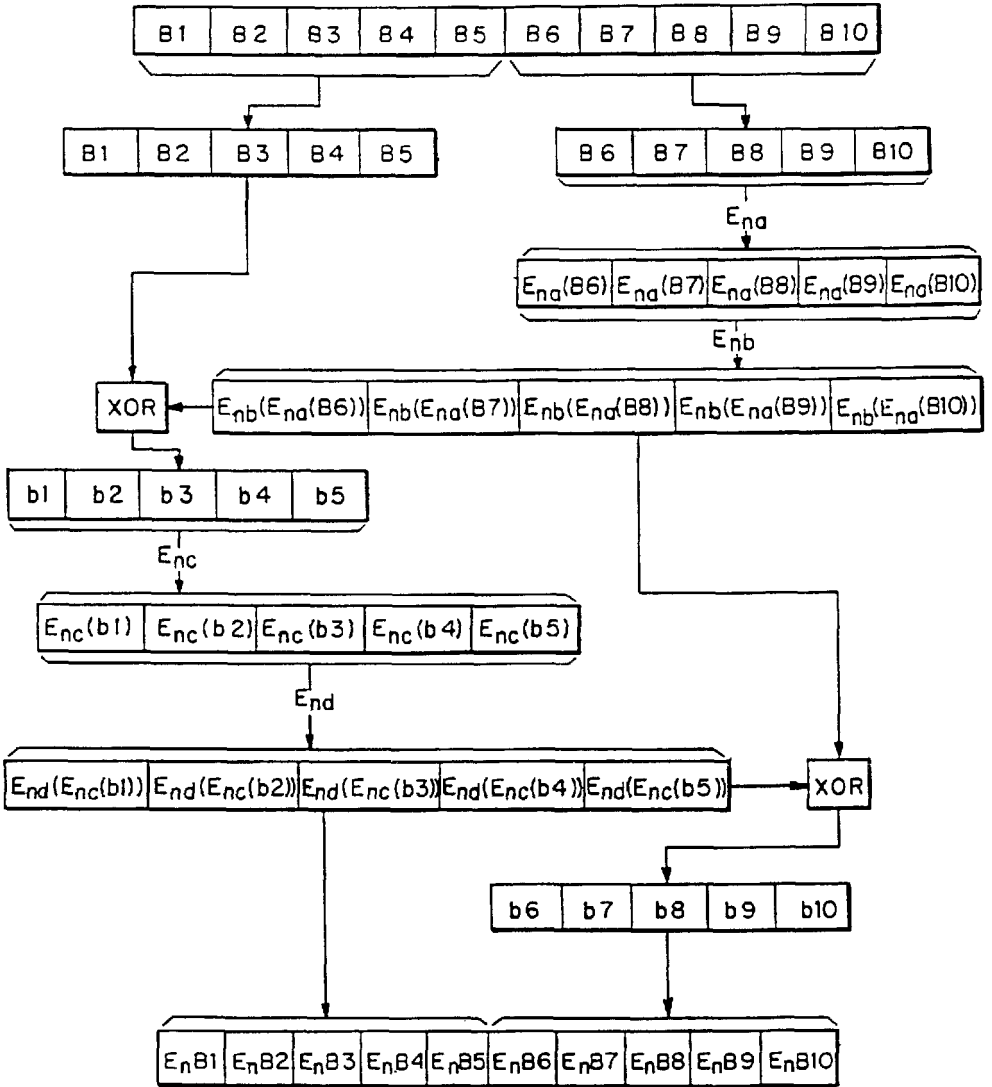 B1 B2 B3 B4 B5 B6 B7 B8 B9 B10
B1 B2 B3 B4 B5
B6 B7 B8 B9 B10
Ena
Ena(B6) Ena(B7) Ena(B8) Ena(B9) Ena(B10)
Enb
XOR
Enb(Ena(B6)) Enb(Ena(B7)) Enb(Ena(B8)) Enb(Ena(B9)) Enb(Ena(B10))
b1 b2 b3 b4 b5
Enc
Enc(b1) Enc(b2) Enc(b3) Enc(b4) Enc(b5)
End
End(Enc(b1)) End(Enc(b2)) End(Enc(b3)) End(Enc(b4)) End(Enc(b5))
XOR
b6 b7 b8 b9 b10
EnB1 EnB2 EnB3 EnB4 EnB5 EnB6 EnB7 EnB8 EnB9 EnB10